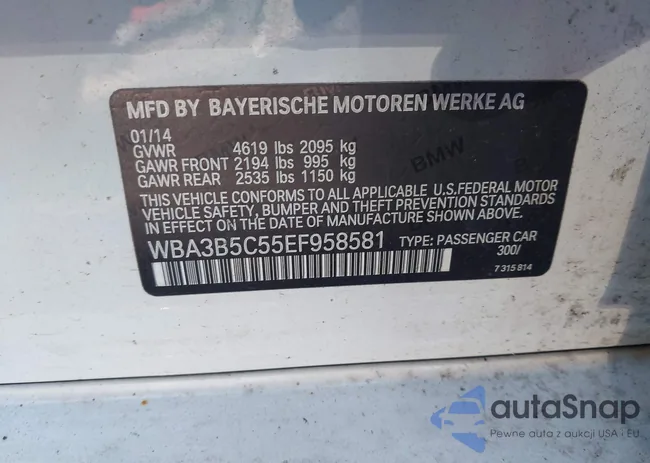 MFD BY BAYERISCHE MOTOREN WERKE AG
01/14
GVWR 4619 lbs 2095 kg
GAWR FRONT 2194 lbs 995 kg
GAWR REAR 2535 lbs 1150 kg
THIS VEHICLE CONFORMS TO ALL APPLICABLE U.S.FEDERAL MOTOR
VEHICLE SAFETY, BUMPER AND THEFT PREVENTION STANDARDS
IN EFFECT ON THE DATE OF MANUFACTURE SHOWN ABOVE.
WBA3B5C55EF958581 TYPE: PASSENGER CAR
300/
7 315 814
BMW
autaSnap
Pewne auta z aukcji USA · EU